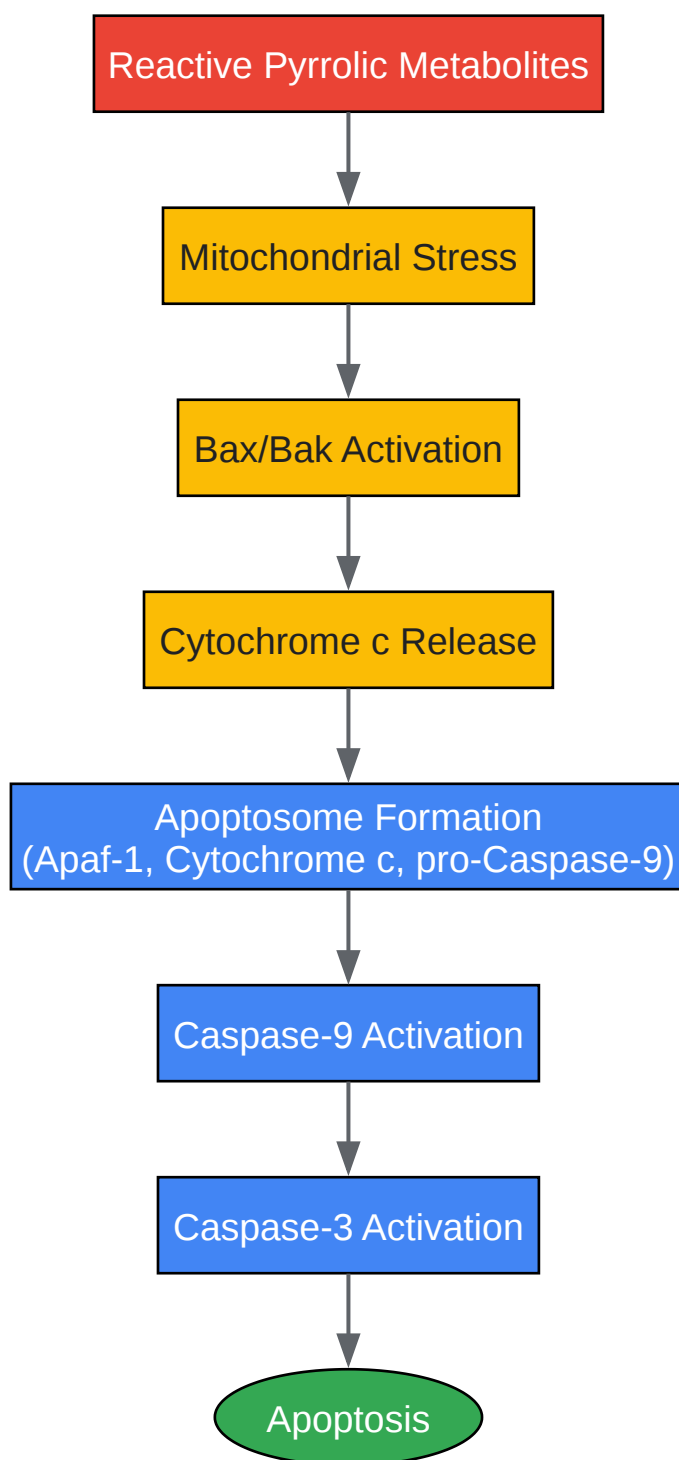 Reactive Pyrrolic Metabolites
Mitochondrial Stress
Bax/Bak Activation
Cytochrome c Release
Apoptosome Formation
(Apaf-1, Cytochrome c, pro-Caspase-9)
Caspase-9 Activation
Caspase-3 Activation
Apoptosis